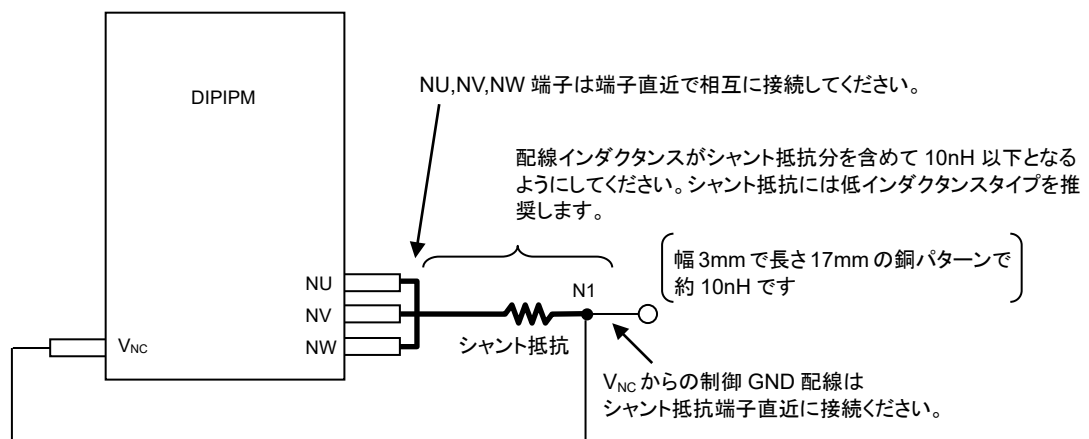 DIPIPM
NU,NV,NW 端子は端子直近で相互に接続してください。
配線インダクタンスがシャント抵抗分を含めて 10nH 以下となる
ようにしてください。シャント抵抗には低インダクタンスタイプを推
奨します。
幅 3mm で長さ 17mm の銅パターンで
約 10nH です
NU
N1
NV
シャント抵抗
VNC
NW
VNC からの制御 GND 配線は
シャント抵抗端子直近に接続ください。